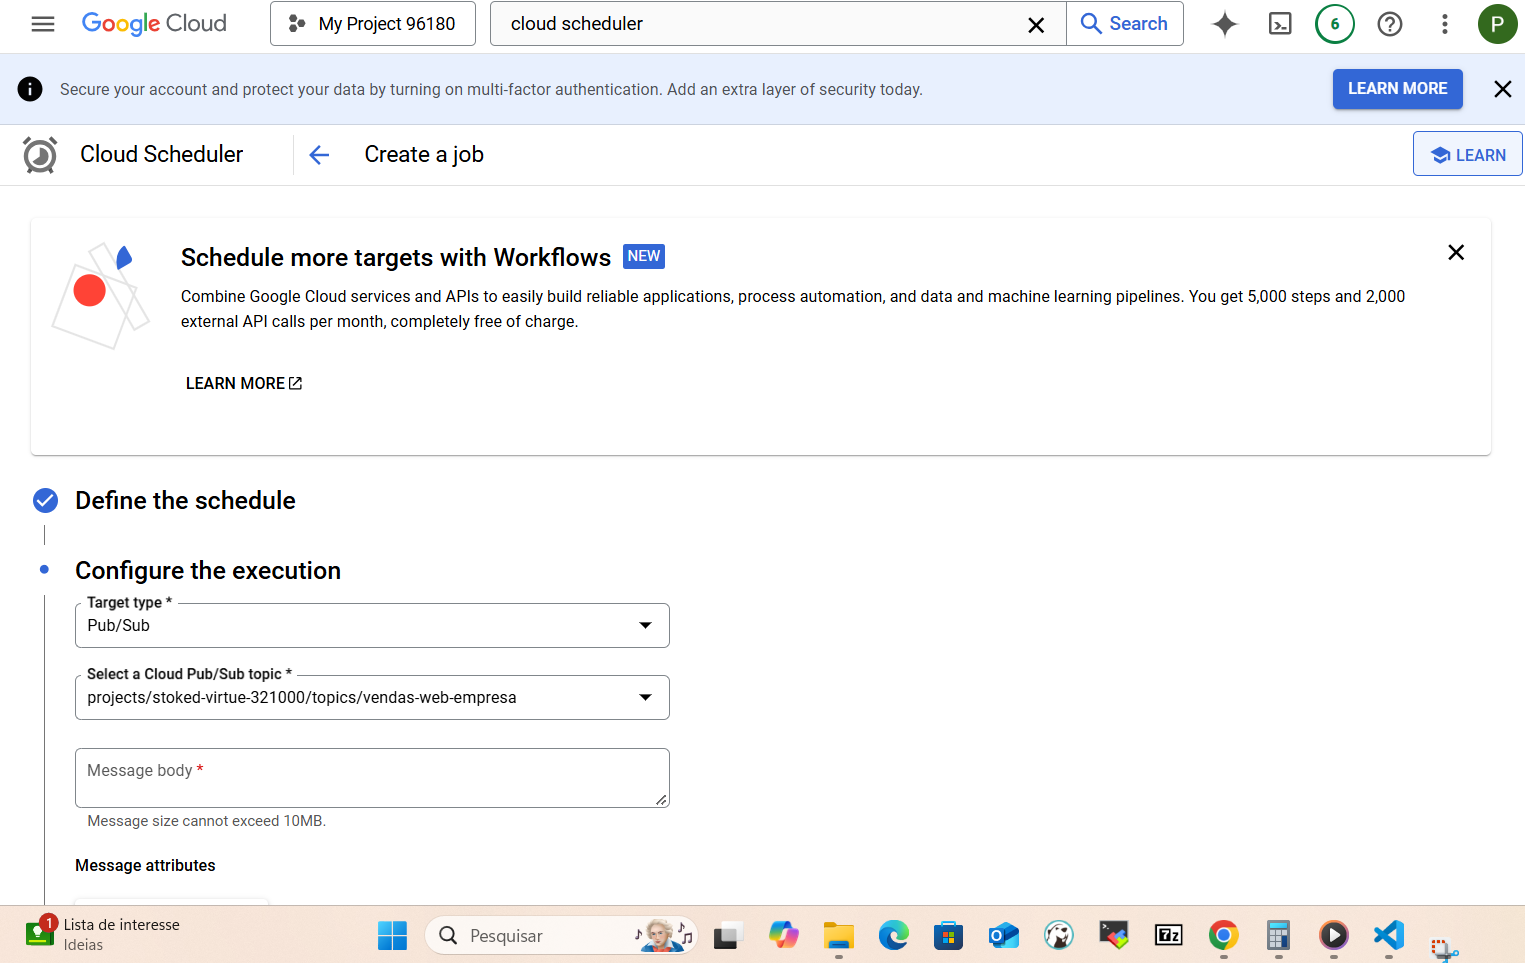 Google Cloud
My Project 96180
cloud scheduler
Search
6
P
Secure your account and protect your data by turning on multi-factor authentication. Add an extra layer of security today.
LEARN MORE
Cloud Scheduler
Create a job
LEARN
Schedule more targets with Workflows NEW
Combine Google Cloud services and APIs to easily build reliable applications, process automation, and data and machine learning pipelines. You get 5,000 steps and 2,000
external API calls per month, completely free of charge.
LEARN MORE
Define the schedule
Configure the execution
Target type *
Pub/Sub
Select a Cloud Pub/Sub topic *
projects/stoked-virtue-321000/topics/vendas-web-empresa
Message body *
Message size cannot exceed 10MB.
Message attributes
1
Lista de interesse
Ideias
Pesquisar
7z